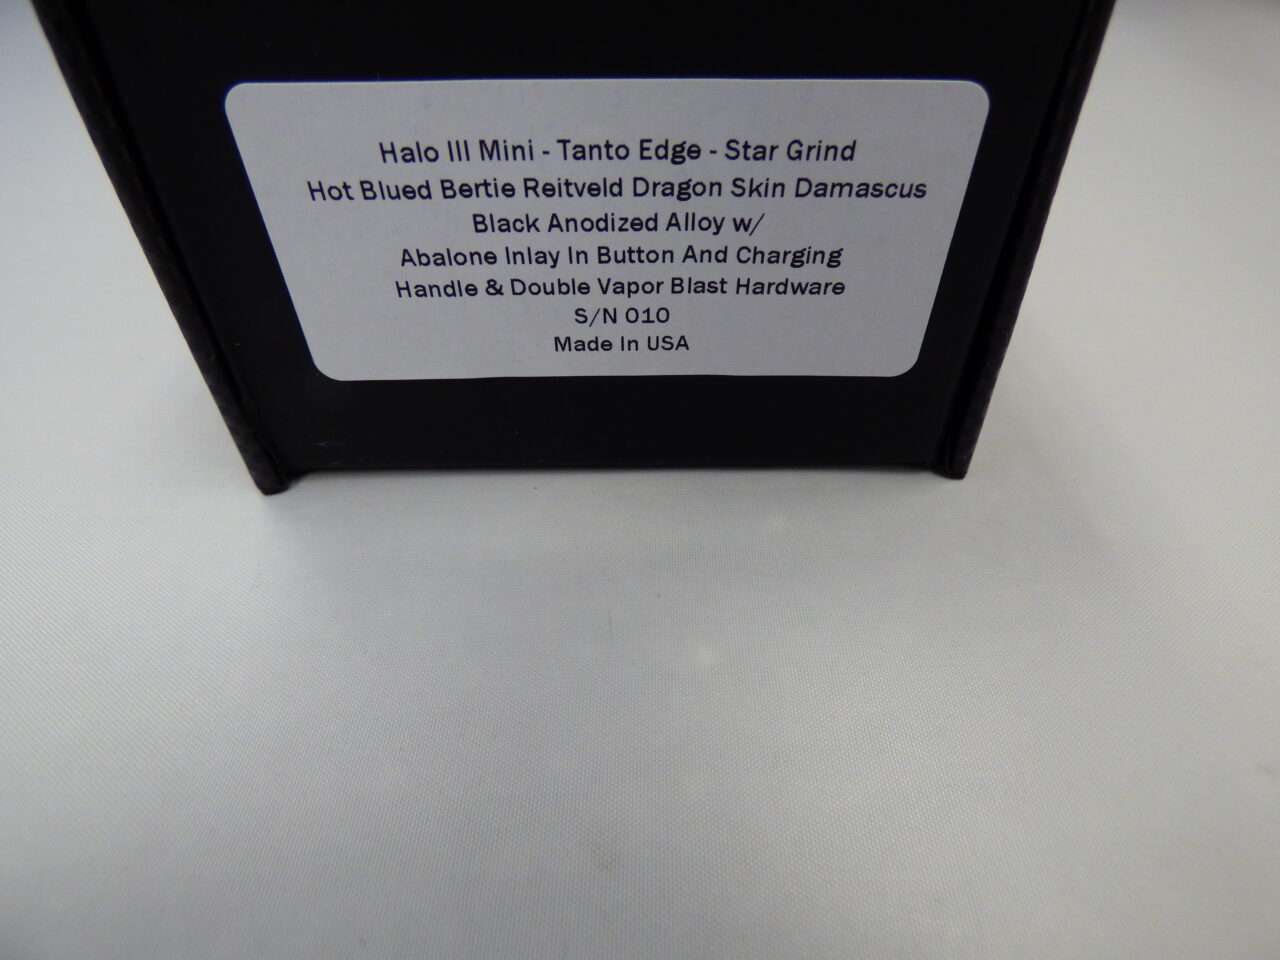 Halo III Mini - Tanto Edge - Star Grind
Hot Blued Bertie Reitveld Dragon Skin Damascus
Black Anodized Alloy w/
Abalone Inlay In Button And Charging
Handle & Double Vapor Blast Hardware
S/N 010
Made In USA